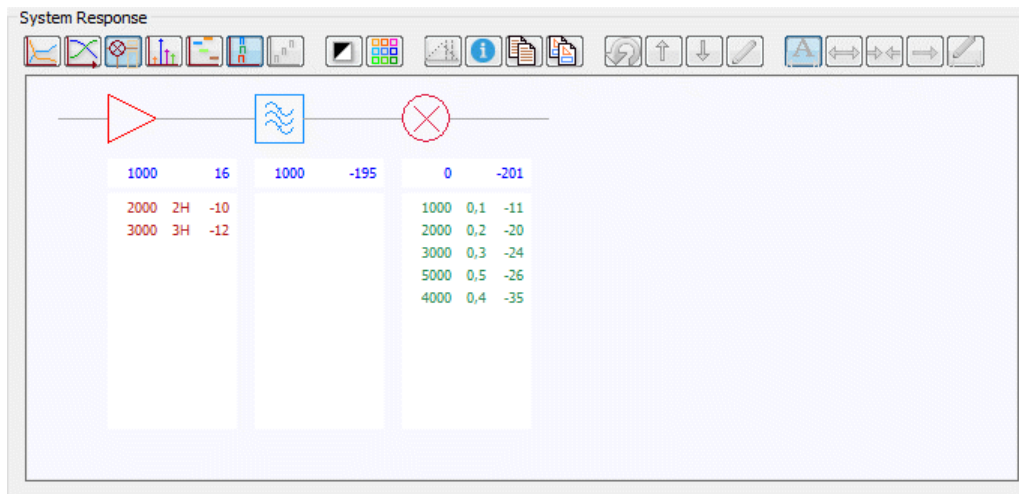 System Response
A
1000 16 1000 -195 0 -201
2000 2H -10 1000 0,1 -11
3000 3H -12 2000 0,2 -20
3000 0,3 -24
5000 0,5 -26
4000 0,4 -35